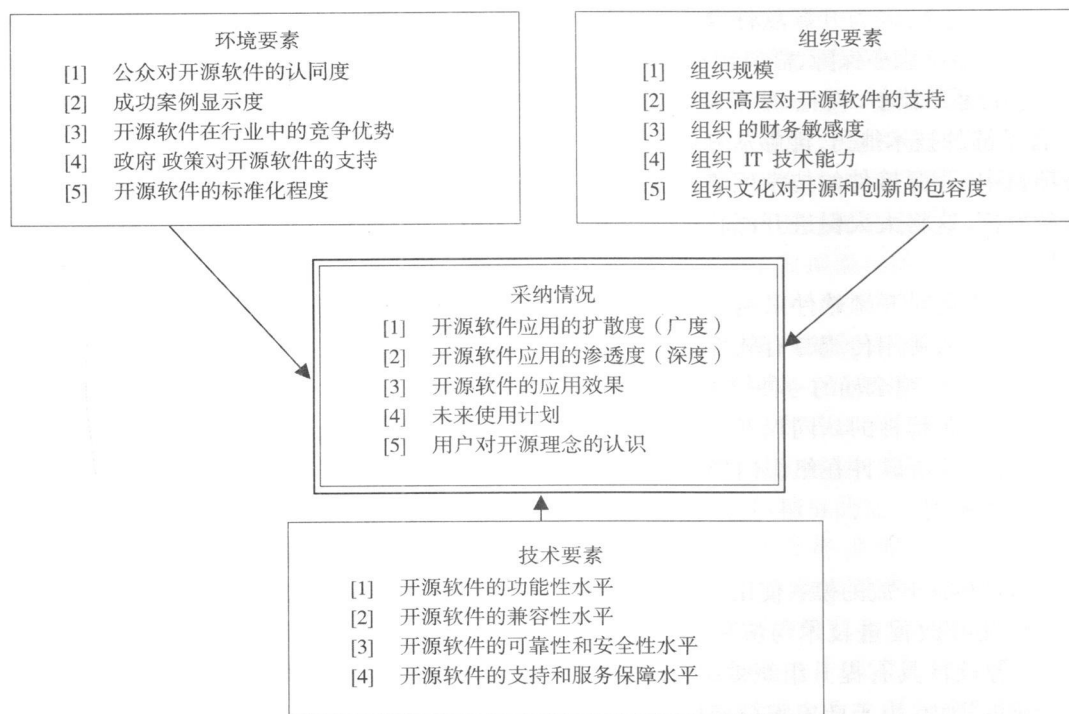 环境要素
[1] 公众对开源软件的认同度
[2] 成功案例显示度
[3] 开源软件在行业中的竞争优势
[4] 政府 政策对开源软件的支持
[5] 开源软件的标准化程度
组织要素
[1] 组织规模
[2] 组织高层对开源软件的支持
[3] 组织 的财务敏感度
[4] 组织 IT 技术能力
[5] 组织文化对开源和创新的包容度
采纳情况
[1] 开源软件应用的扩散度（广度）
[2] 开源软件应用的渗透度（深度）
[3] 开源软件的应用效果
[4] 未来使用计划
[5] 用户对开源理念的认识
技术要素
[1] 开源软件的功能性水平
[2] 开源软件的兼容性水平
[3] 开源软件的可靠性和安全性水平
[4] 开源软件的支持和服务保障水平